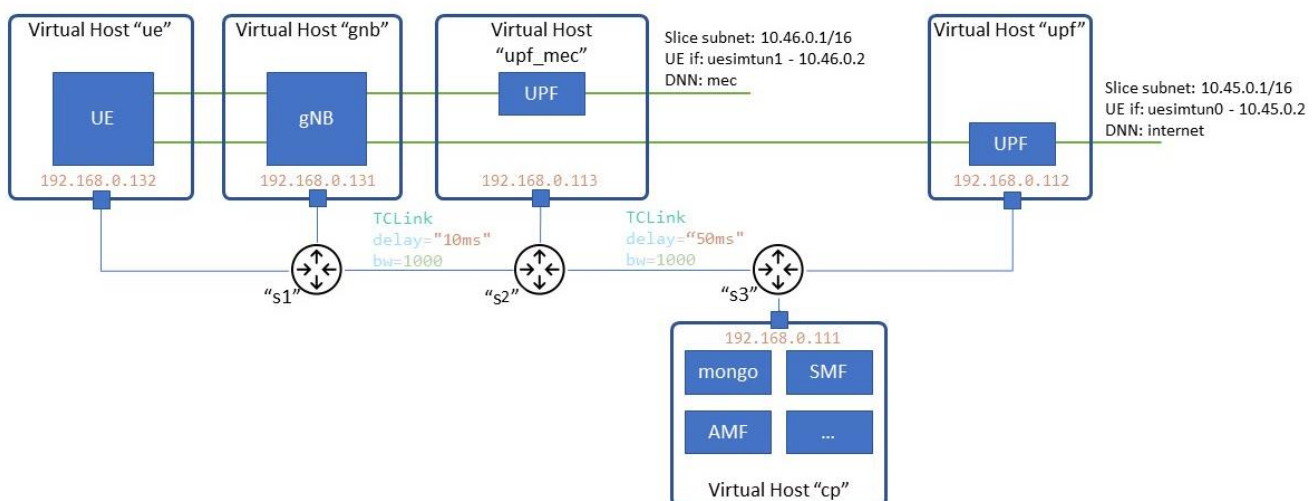 Virtual Host “ue”
UE
192.168.0.132
Virtual Host “gnb”
gNB
192.168.0.131
Virtual Host
“upf_mec”
UPF
192.168.0.113
Slice subnet: 10.46.0.1/16
UE if: uesimtun1 - 10.46.0.2
DNN: mec
Virtual Host “upf”
UPF
192.168.0.112
Slice subnet: 10.45.0.1/16
UE if: uesimtun0 - 10.45.0.2
DNN: internet
TCLink
delay="10ms"
bw=1000
TCLink
delay=“50ms"
bw=1000
“s1”
“s2”
“s3”
192.168.0.111
mongo
SMF
AMF
...
Virtual Host “cp”